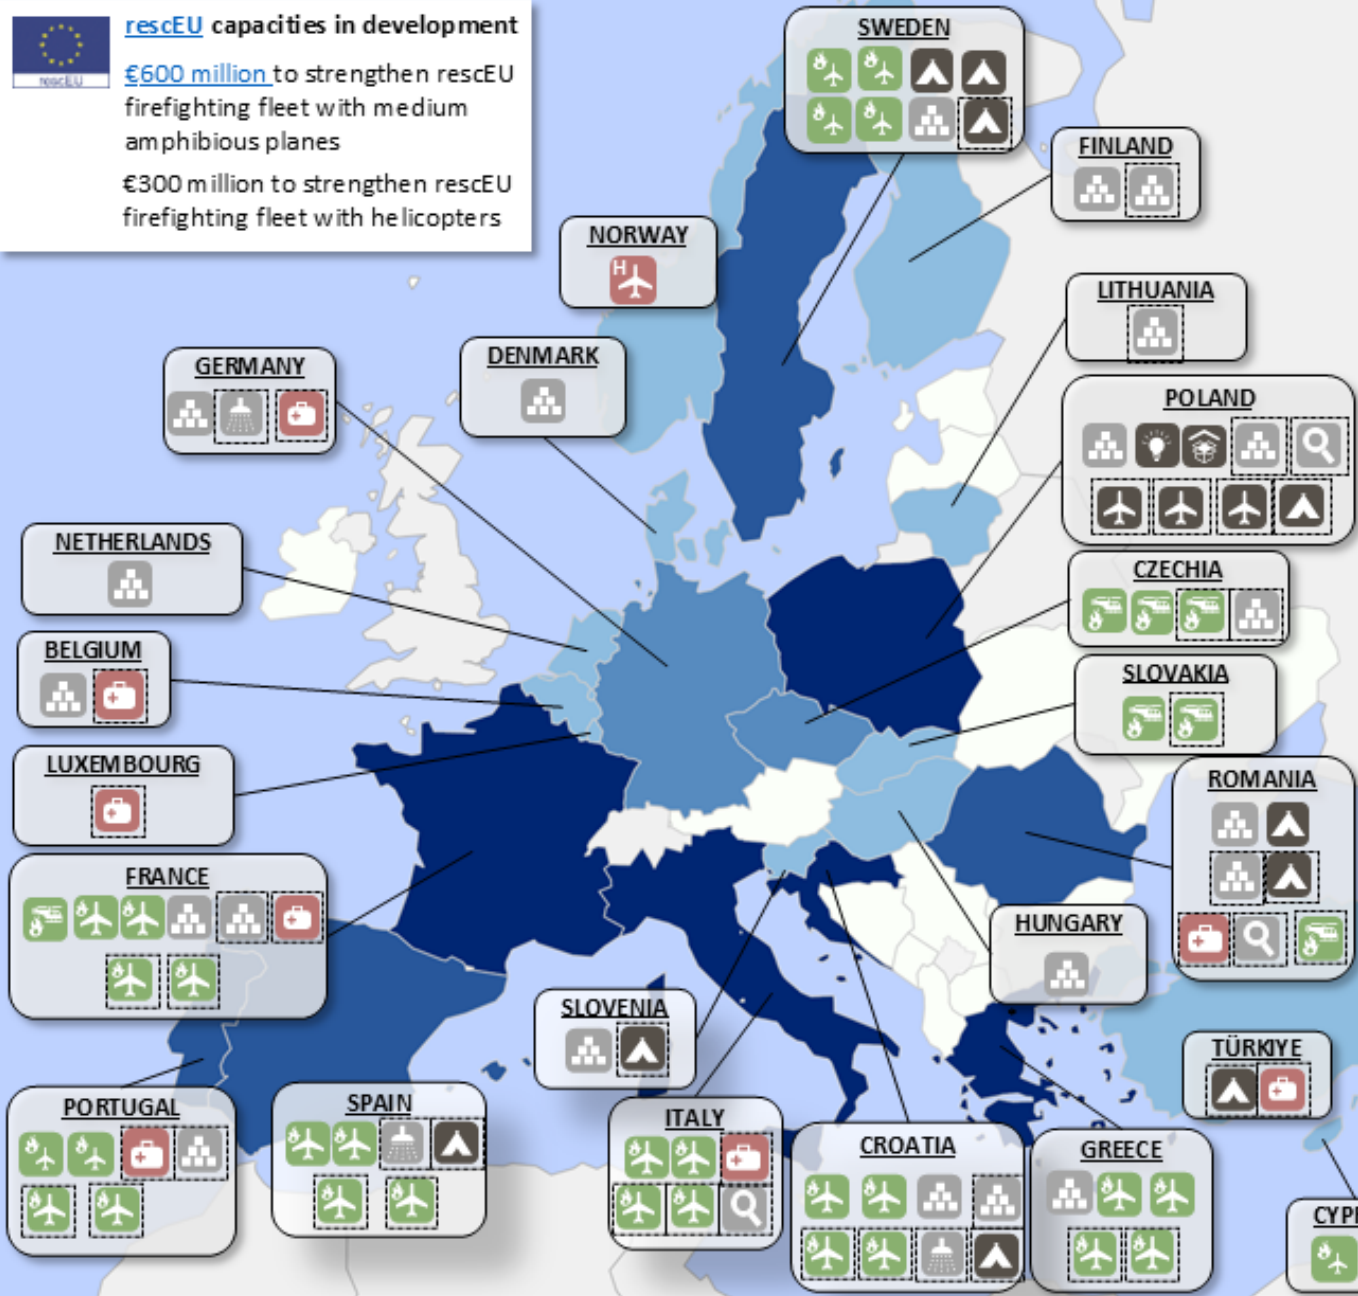 rescEU capacities in development
€600 million to strengthen rescEU
firefighting fleet with medium
amphibious planes
€300 million to strengthen rescEU
firefighting fleet with helicopters
rescEU
SWEDEN
FINLAND
NORWAY
H
LITHUANIA
DENMARK
GERMANY
POLAND
NETHERLANDS
CZECHIA
BELGIUM
SLOVAKIA
LUXEMBOURG
ROMANIA
FRANCE
HUNGARY
SLOVENIA
TÜRKIYE
PORTUGAL
SPAIN
ITALY
CROATIA
GREECE
CYP